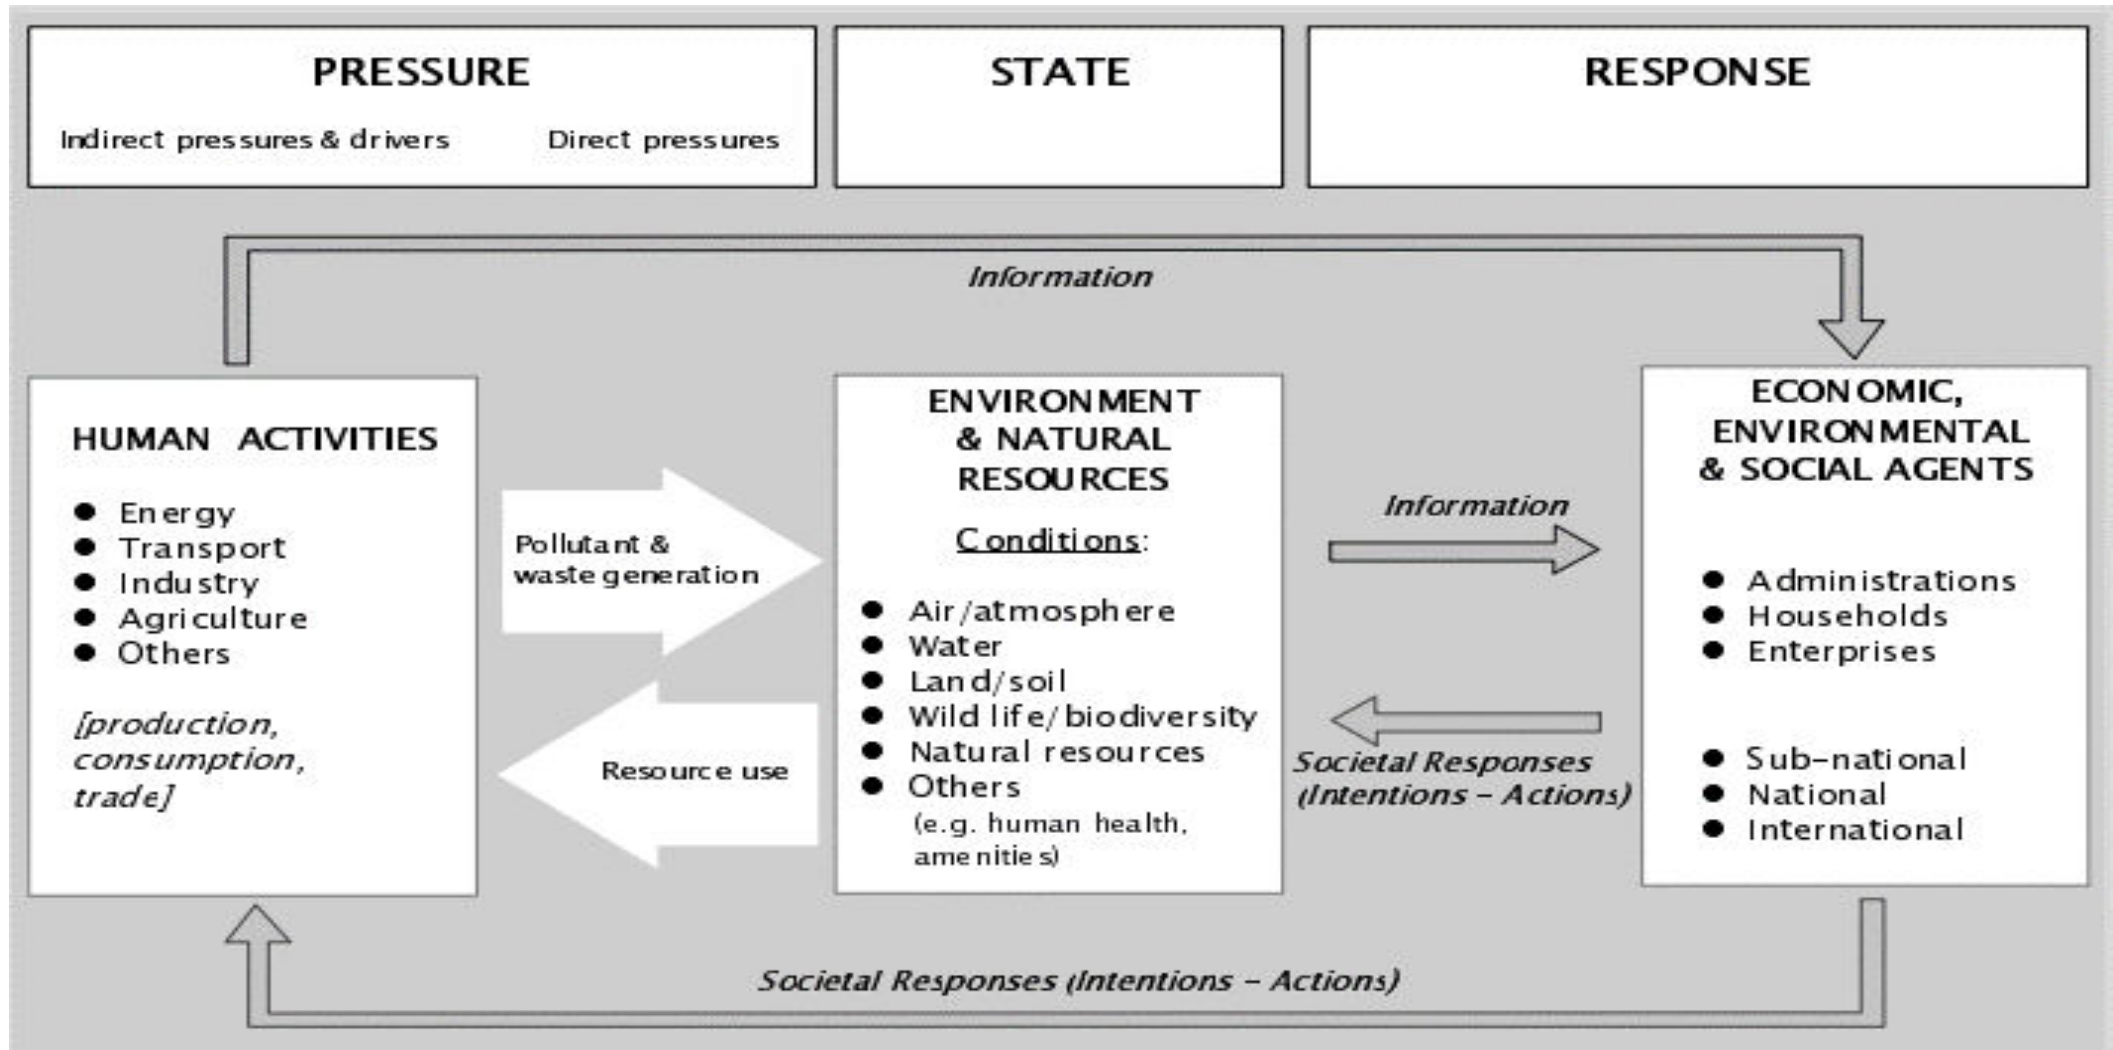 PRESSURE
Indirect pressures & drivers
Direct pressures
STATE
RESPONSE
Information
HUMAN ACTIVITIES
● Energy
● Transport
● Industry
● Agriculture
● Others
[production,
consumption,
trade]
Pollutant &
waste generation
Resource use
ENVIRONMENT
& NATURAL
RESOURCES
Conditions:
● Air/atmosphere
● Water
● Land/soil
● Wild life/biodiversity
● Natural resources
● Others
(e.g. human health,
amenities)
Information
Societal Responses
(Intentions – Actions)
ECONOMIC,
ENVIRONMENTAL
& SOCIAL AGENTS
● Administrations
● Households
● Enterprises
● Sub-national
● National
● International
Societal Responses (Intentions – Actions)